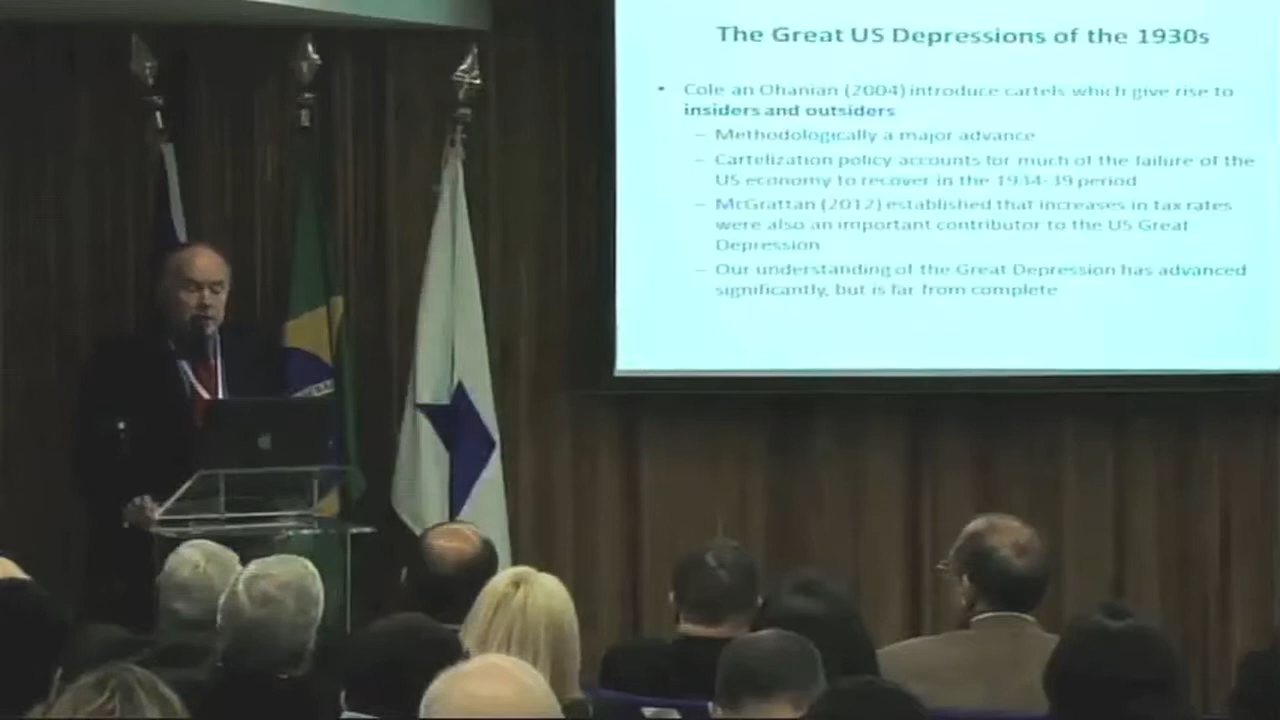 The Great US Depressions of the 1930s
• Cole an Ohanian (2004) introduce cartels which give rise to
insiders and outsiders
– Methodologically a major advance
– Cartelization policy accounts for much of the failure of the
US economy to recover in the 1934-39 period
– McGrattan (2012) established that increases in tax rates
were also an important contributor to the US Great
Depression
– Our understanding of the Great Depression has advanced
significantly, but is far from complete